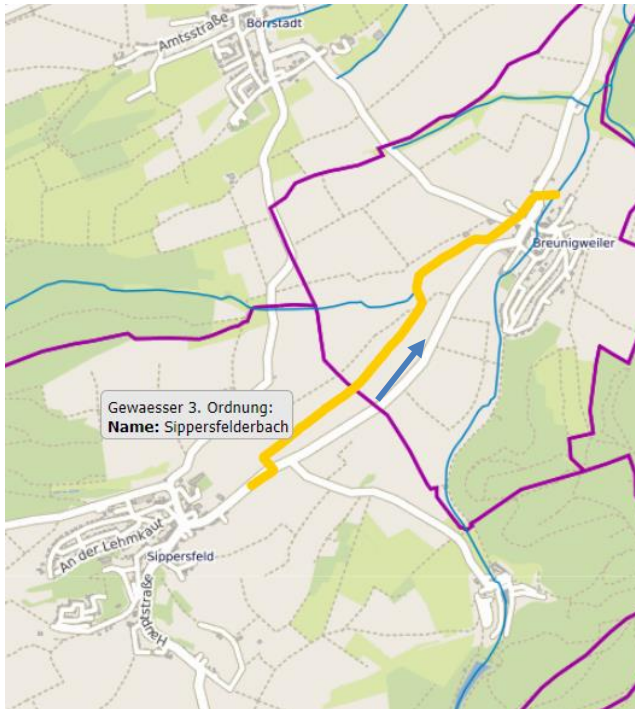 Börrstadt
Amtsstraße
Breunigweiler
Gewaesser 3. Ordnung:
Name: Sippersfelderbach
An der Lehmkaut
Sippersfeld
Hauptstraße